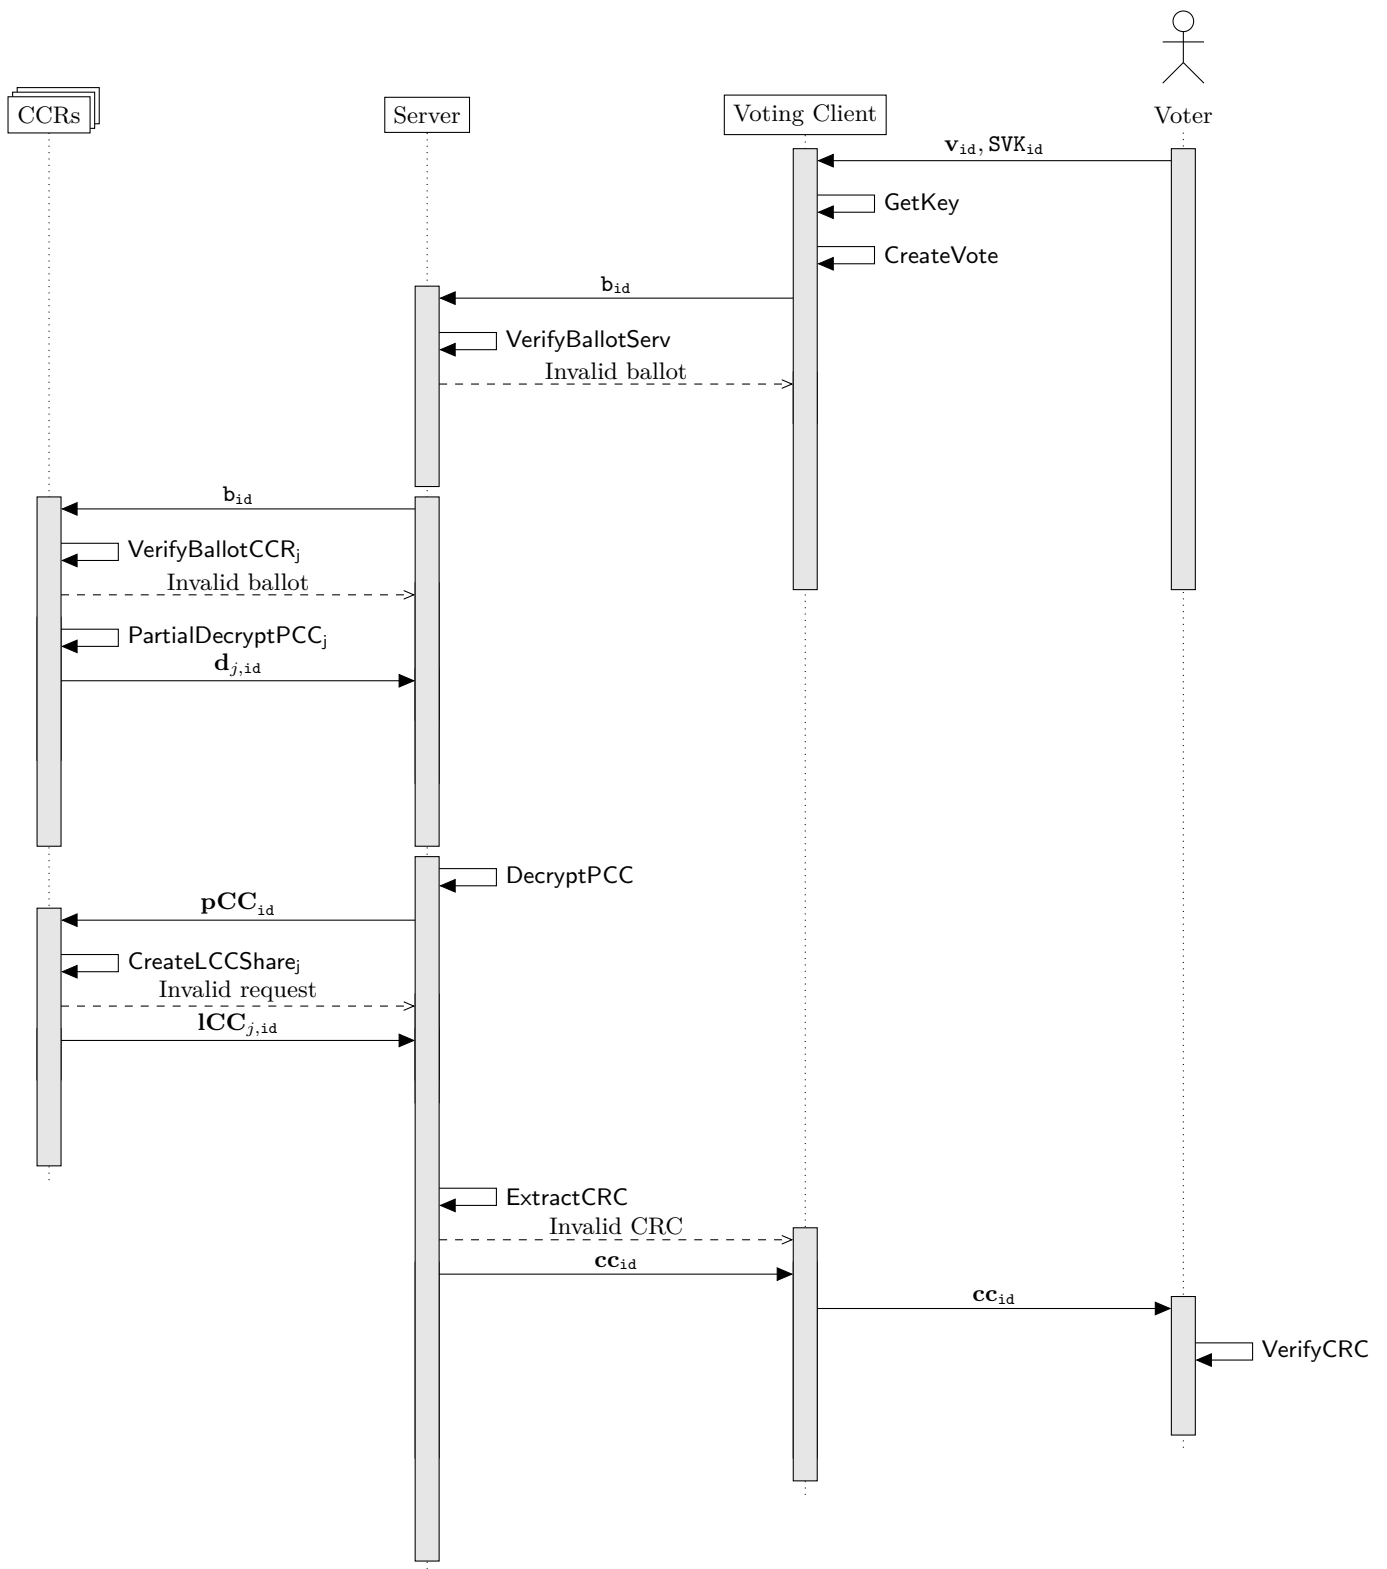 CCRs
Server
Voting Client
Voter
v_id, SVK_id
GetKey
CreateVote
b_id
VerifyBallotServ
Invalid ballot
b_id
VerifyBallotCCR_j
Invalid ballot
PartialDecryptPCC_j
d_j,id
DecryptPCC
pCC_id
CreateLCCShare_j
Invalid request
lCC_j,id
ExtractCRC
Invalid CRC
cc_id
cc_id
VerifyCRC